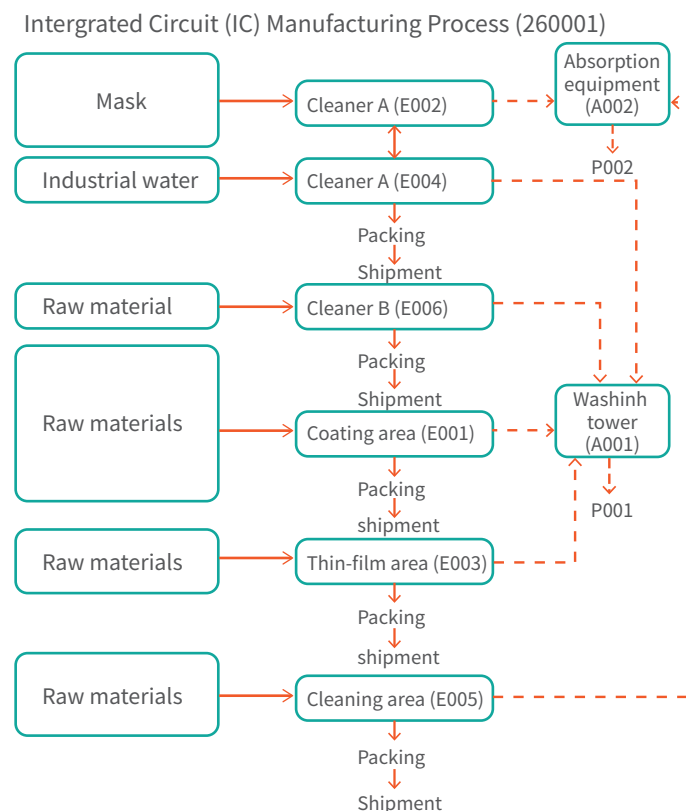 Intergrated Circuit (IC) Manufacturing Process (260001)
Mask
Cleaner A (E002)
Absorption
equipment
(A002)
P002
Industrial water
Cleaner A (E004)
Packing
Shipment
Raw material
Cleaner B (E006)
Packing
Shipment
Raw materials
Coating area (E001)
Washinh
tower
(A001)
P001
Packing
shipment
Raw materials
Thin-film area (E003)
Packing
shipment
Raw materials
Cleaning area (E005)
Packing
Shipment